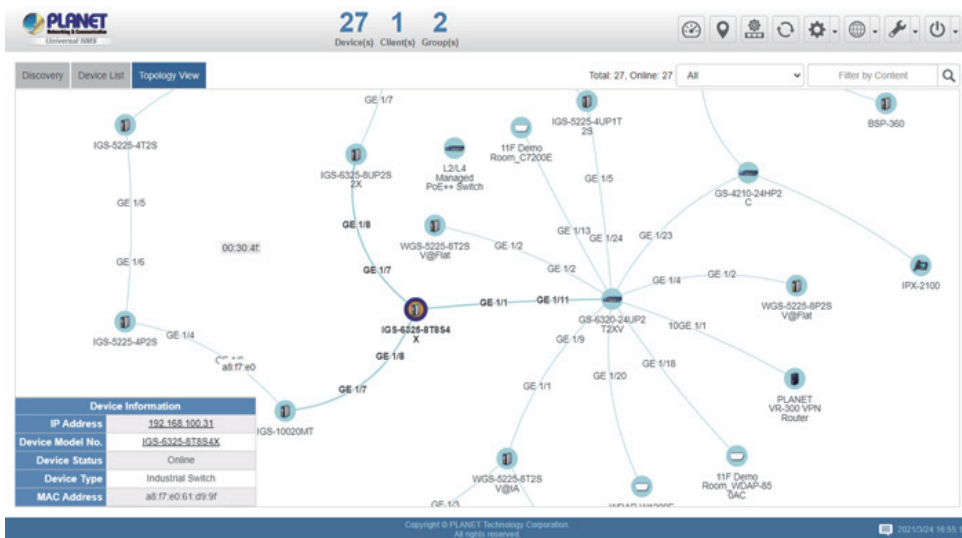 PLANET
Networking & Communication
Universal NMS
27 1 2
Device(s) Client(s) Group(s)
Discovery Device List Topology View
Total: 27, Online: 27
All
Filter by Content
GE 1/7
IGS-5225-4T2S
IGS-5225-4UP1T
2S
BSP-360
11F Demo
Room_C7200E
L2/L4
Managed
PoE++ Switch
IGS-6325-8UP2S
2X
GE 1/5
GS-4210-24HP2
C
GE 1/5
GE 1/8
GE 1/13
GE 1/24
GE 1/23
WGS-5225-8T2S
V@Flat
GE 1/2
00:30:4f:
GE 1/6
GE 1/7
GE 1/2
GE 1/4
GE 1/2
IPX-2100
WGS-5225-8P2S
V@Flat
GE 1/1
GE 1/11
IGS-6325-8T8S4
X
GS-6320-24UP2
T2XV
10GE 1/1
IGS-5225-4P2S
GE 1/4
GE 1/9
GE 1/8
a8:f7:e0
GE 1/18
GE 1/20
GE 1/7
GE 1/1
PLANET
VR-300 VPN
Router
IGS-10020MT
WGS-5225-8T2S
V@IA
11F Demo
Room_WDAP-85
0AC
GE 1/3
Device Information
IP Address 192.168.100.31
Device Model No. IGS-6325-8T8S4X
Device Status Online
Device Type Industrial Switch
MAC Address a8:f7:e0:61:d9:9f
Copyright © PLANET Technology Corporation.
All rights reserved.
2021/3/24 16:55:1